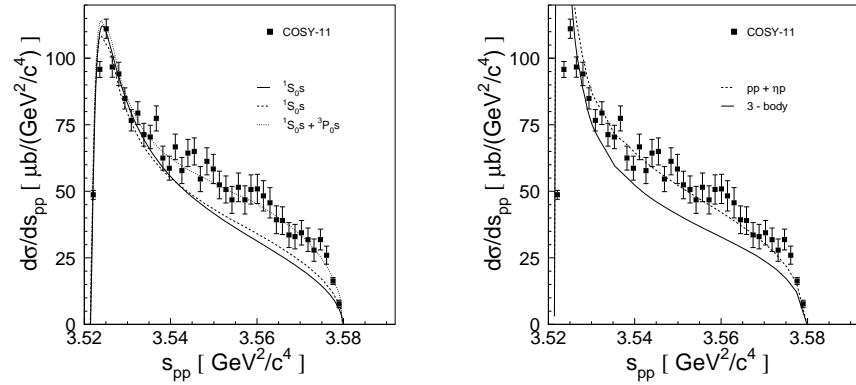 dσ/ds_pp [ μb/(GeV²/c⁴) ]
100
75
50
25
0
COSY-11
¹S₀s
¹S₀s
¹S₀s + ³P₀s
3.52 3.54 3.56 3.58
s_pp [ GeV²/c⁴ ]
dσ/ds_pp [ μb/(GeV²/c⁴) ]
100
75
50
25
0
COSY-11
pp + ηp
3 - body
3.52 3.54 3.56 3.58
s_pp [ GeV²/c⁴ ]